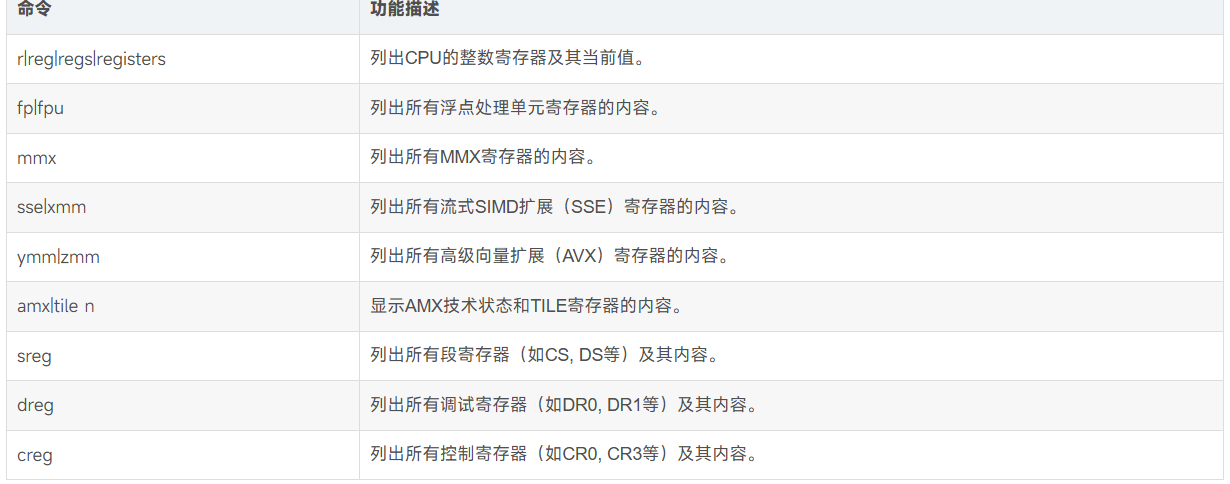 命令 功能描述
r|reg|regs|registers 列出CPU的整数寄存器及其当前值。
fp|fpu 列出所有浮点处理单元寄存器的内容。
mmx 列出所有MMX寄存器的内容。
sse|xmm 列出所有流式SIMD扩展（SSE）寄存器的内容。
ymm|zmm 列出所有高级向量扩展（AVX）寄存器的内容。
amx|tile n 显示AMX技术状态和TILE寄存器的内容。
sreg 列出所有段寄存器（如CS, DS等）及其内容。
dreg 列出所有调试寄存器（如DR0, DR1等）及其内容。
creg 列出所有控制寄存器（如CR0, CR3等）及其内容。